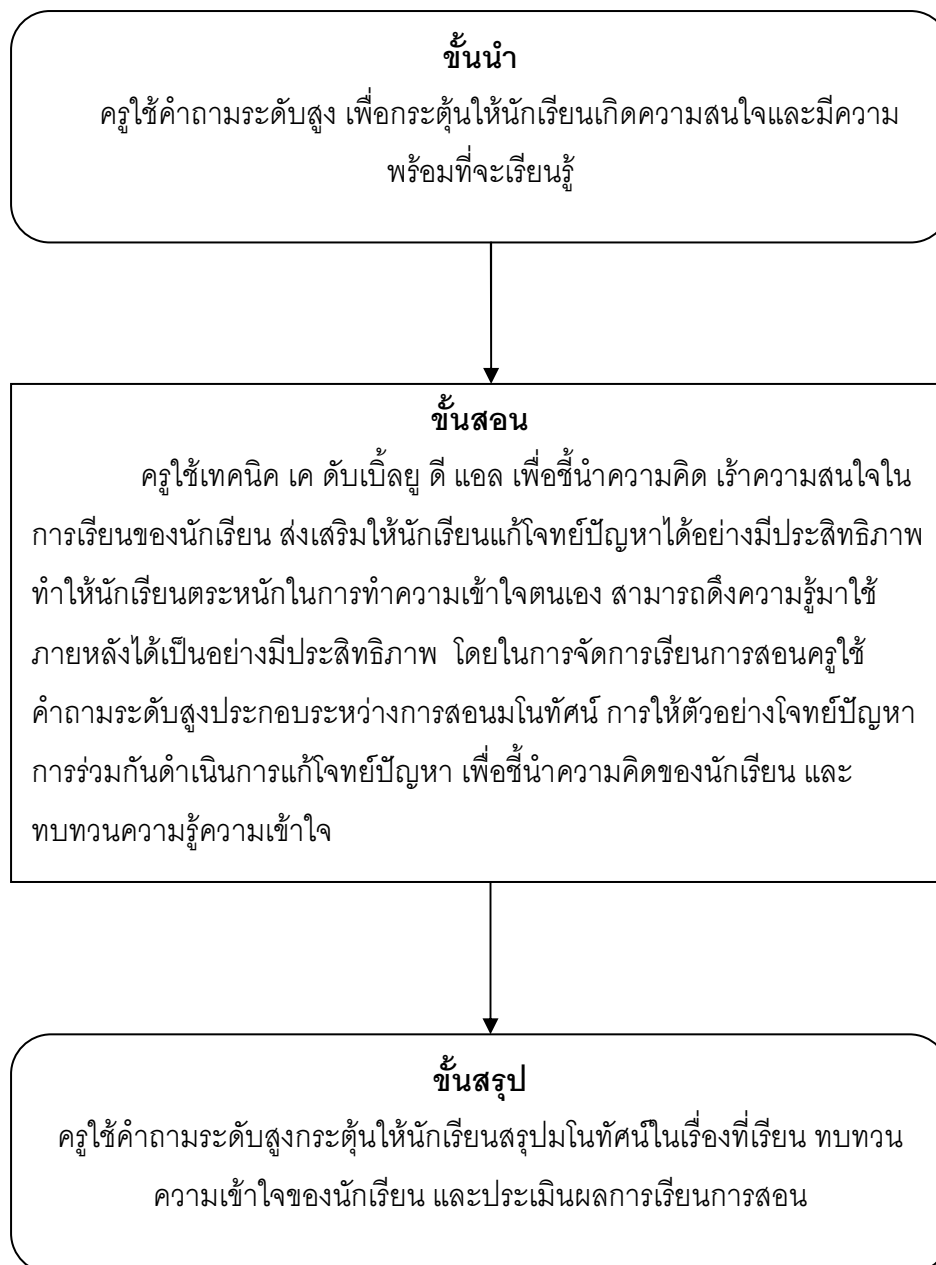 ขั้นนำ
ครูใช้คำถามระดับสูง เพื่อกระตุ้นให้นักเรียนเกิดความสนใจและมีความ
พร้อมที่จะเรียนรู้
ขั้นสอน
ครูใช้เทคนิค เค ดับเบิ้ลยู ดี แอล เพื่อชี้นำความคิด เร้าความสนใจใน
การเรียนของนักเรียน ส่งเสริมให้นักเรียนแก้โจทย์ปัญหาได้อย่างมีประสิทธิภาพ
ทำให้นักเรียนตระหนักในการทำความเข้าใจตนเอง สามารถดึงความรู้มาใช้
ภายหลังได้เป็นอย่างมีประสิทธิภาพ โดยในการจัดการเรียนการสอนครูใช้
คำถามระดับสูงประกอบระหว่างการสอนมโนทัศน์ การให้ตัวอย่างโจทย์ปัญหา
การร่วมกันดำเนินการแก้โจทย์ปัญหา เพื่อชี้นำความคิดของนักเรียน และ
ทบทวนความรู้ความเข้าใจ
ขั้นสรุป
ครูใช้คำถามระดับสูงกระตุ้นให้นักเรียนสรุปมโนทัศน์ในเรื่องที่เรียน ทบทวน
ความเข้าใจของนักเรียน และประเมินผลการเรียนการสอน